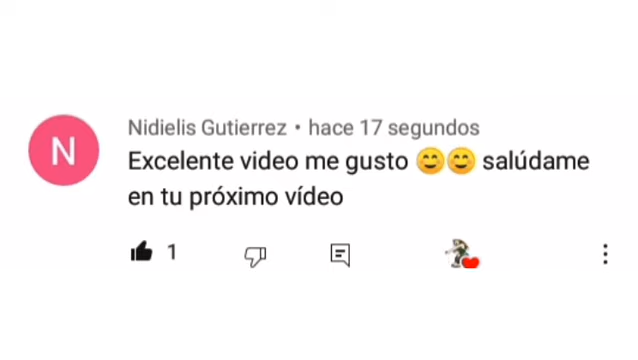 N
Nidielis Gutierrez • hace 17 segundos
Excelente video me gusto 😊😊 salúdame
en tu próximo vídeo
1